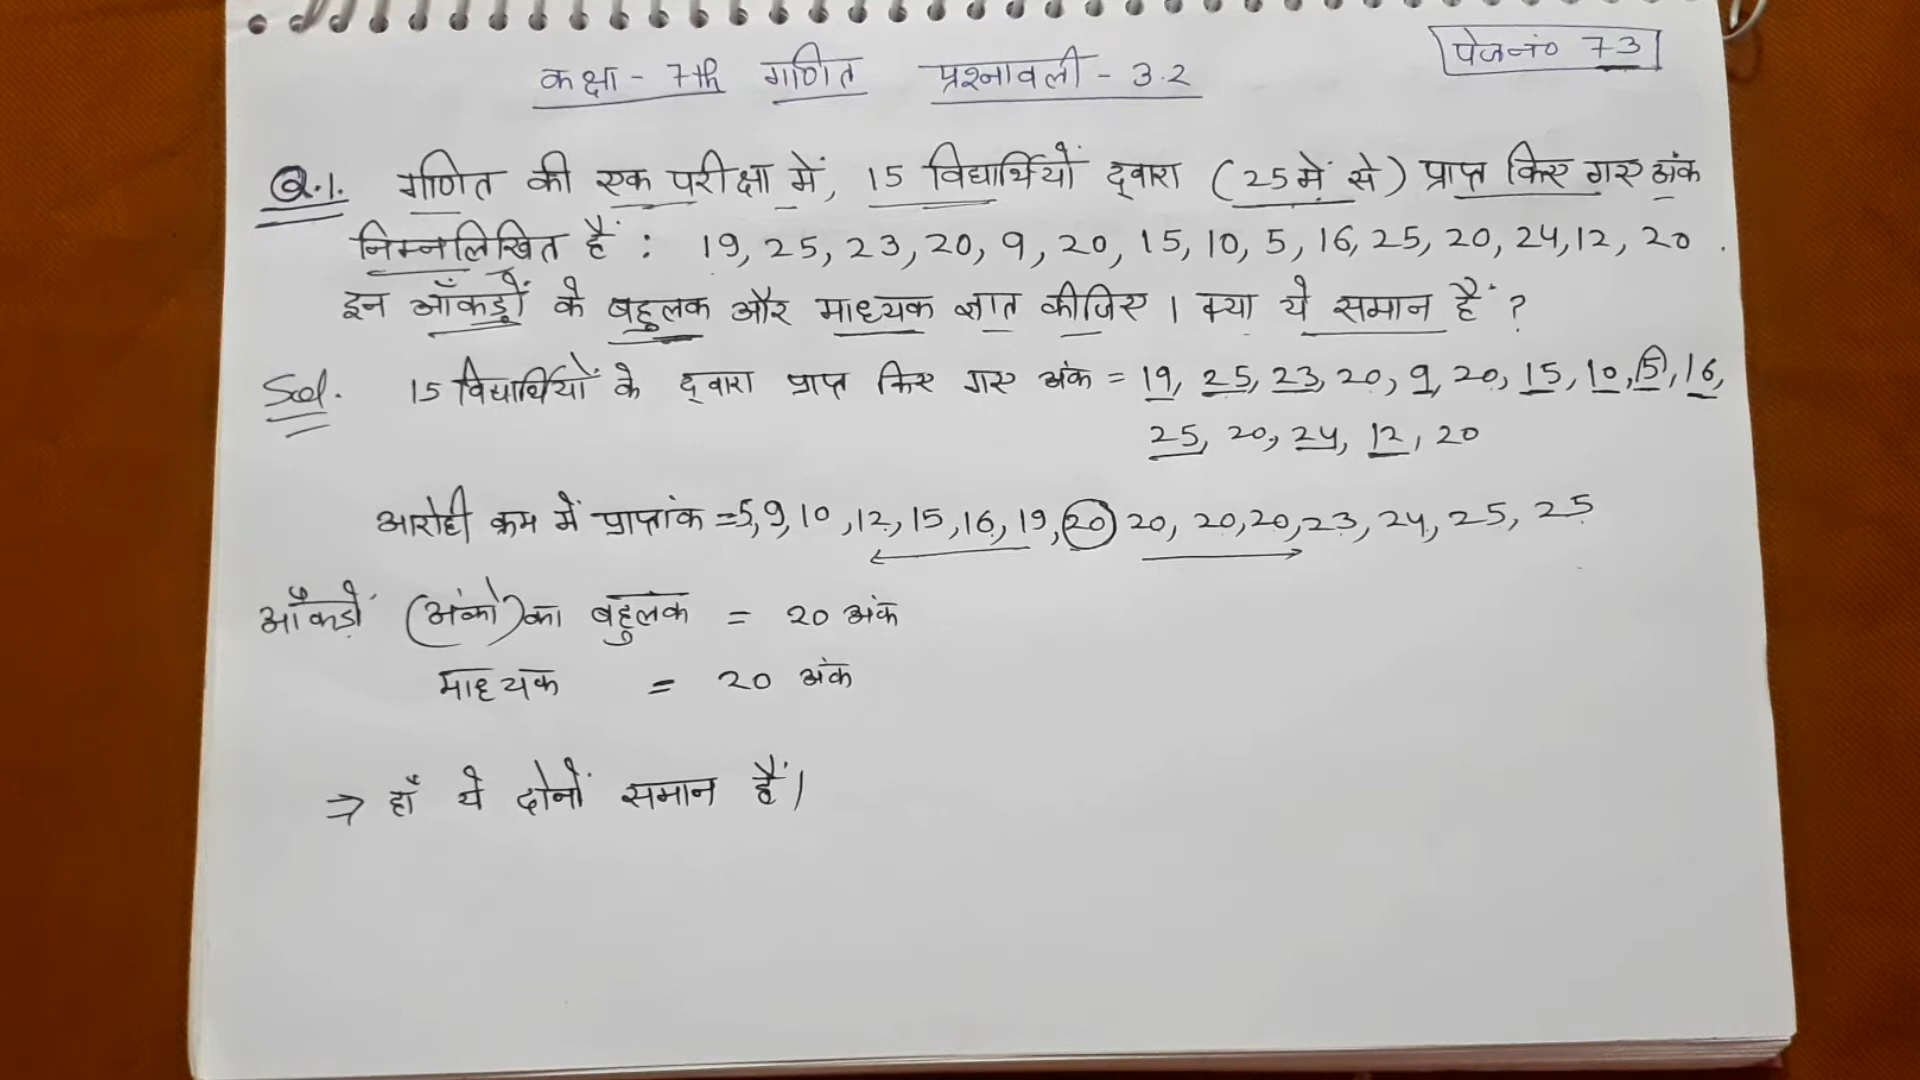 कक्षा - 7th गणित प्रश्नावली - 3.2
पेज नं० 73
Q.1. गणित की एक परीक्षा में, 15 विद्यार्थियों द्वारा (25 में से) प्राप्त किए गए अंक
निम्नलिखित हैं : 19, 25, 23, 20, 9, 20, 15, 10, 5, 16, 25, 20, 24, 12, 20 .
इन आँकड़ों के बहुलक और माध्यक ज्ञात कीजिए । क्या ये समान हैं ?
Sol. 15 विद्यार्थियों के द्वारा प्राप्त किए गए अंक = 19, 25, 23, 20, 9, 20, 15, 10, 5, 16,
25, 20, 24, 12, 20
आरोही क्रम में प्राप्तांक = 5, 9, 10, 12, 15, 16, 19, 20 20, 20, 20, 23, 24, 25, 25
आँकड़ों (अंकों) का बहुलक = 20 अंक
माध्यक = 20 अंक
⇒ हाँ ये दोनों समान हैं।